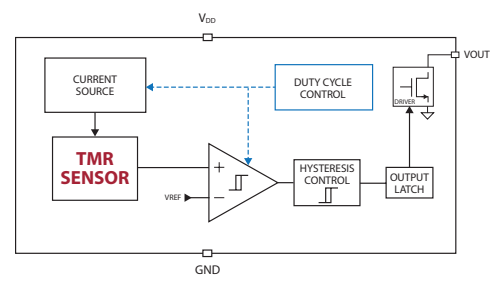 VDD
VOUT
CURRENT
SOURCE
DUTY CYCLE
CONTROL
DRIVER
TMR
SENSOR
+
−
VREF
HYSTERESIS
CONTROL
OUTPUT
LATCH
GND